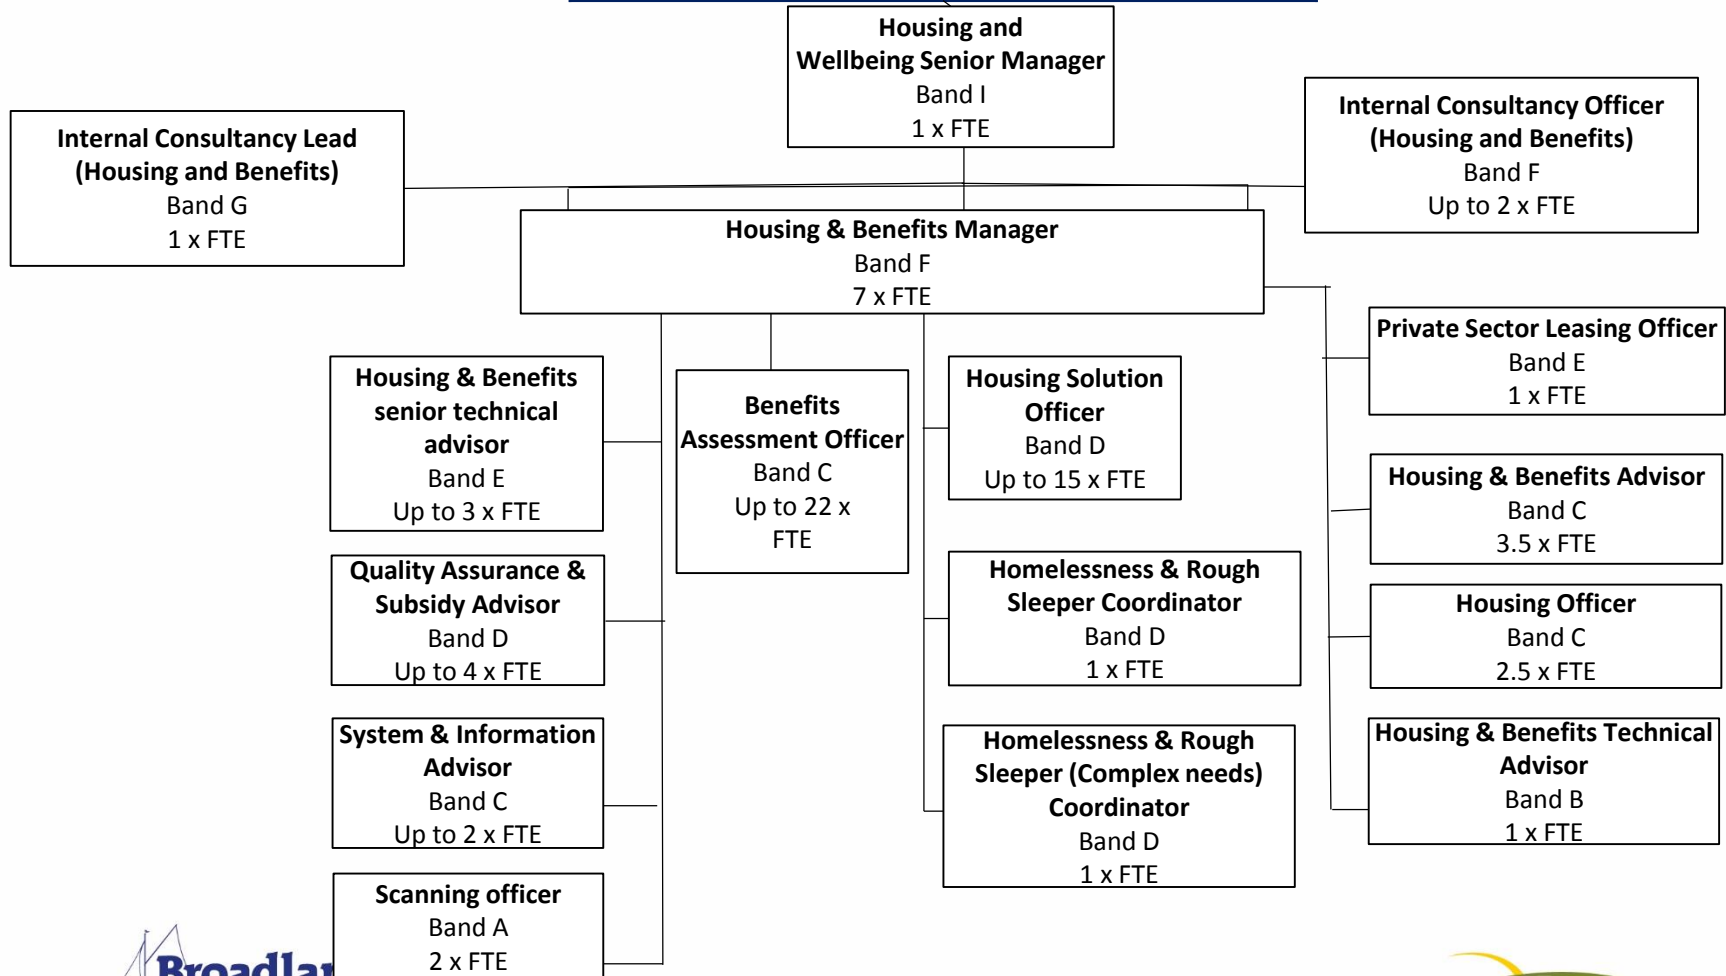 Housing and
Wellbeing Senior Manager
Band I
1 x FTE
Internal Consultancy Lead
(Housing and Benefits)
Band G
1 x FTE
Internal Consultancy Officer
(Housing and Benefits)
Band F
Up to 2 x FTE
Housing & Benefits Manager
Band F
7 x FTE
Housing & Benefits
senior technical
advisor
Band E
Up to 3 x FTE
Quality Assurance &
Subsidy Advisor
Band D
Up to 4 x FTE
System & Information
Advisor
Band C
Up to 2 x FTE
Scanning officer
Band A
2 x FTE
Benefits
Assessment Officer
Band C
Up to 22 x
FTE
Housing Solution
Officer
Band D
Up to 15 x FTE
Homelessness & Rough
Sleeper Coordinator
Band D
1 x FTE
Homelessness & Rough
Sleeper (Complex needs)
Coordinator
Band D
1 x FTE
Private Sector Leasing Officer
Band E
1 x FTE
Housing & Benefits Advisor
Band C
3.5 x FTE
Housing Officer
Band C
2.5 x FTE
Housing & Benefits Technical
Advisor
Band B
1 x FTE